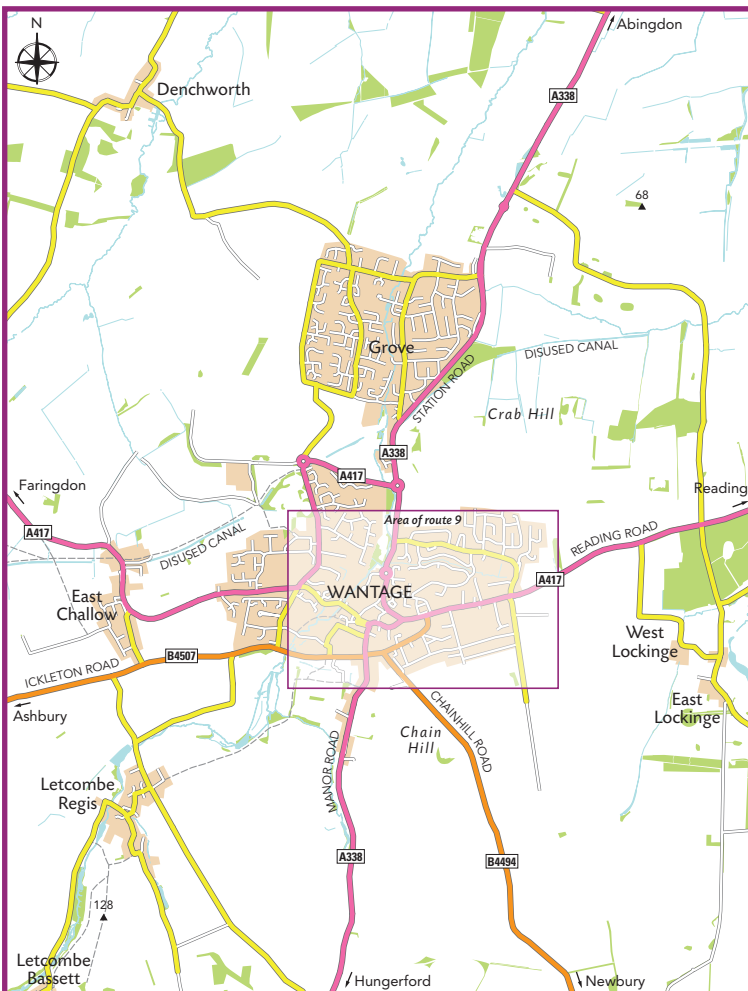 N
Abingdon
Denchworth
A338
68
Grove
STATION ROAD
DISUSED CANAL
Crab Hill
A338
A417
Faringdon
Reading
A417
Area of route 9
DISUSED CANAL
READING ROAD
East
Challow
WANTAGE
A417
West
Lockinge
B4507
ICKLETON ROAD
East
Lockinge
Ashbury
CHAINHILL ROAD
Chain
Hill
MANOR ROAD
Letcombe
Regis
A338
B4494
128
Letcombe
Bassett
Hungerford
Newbury